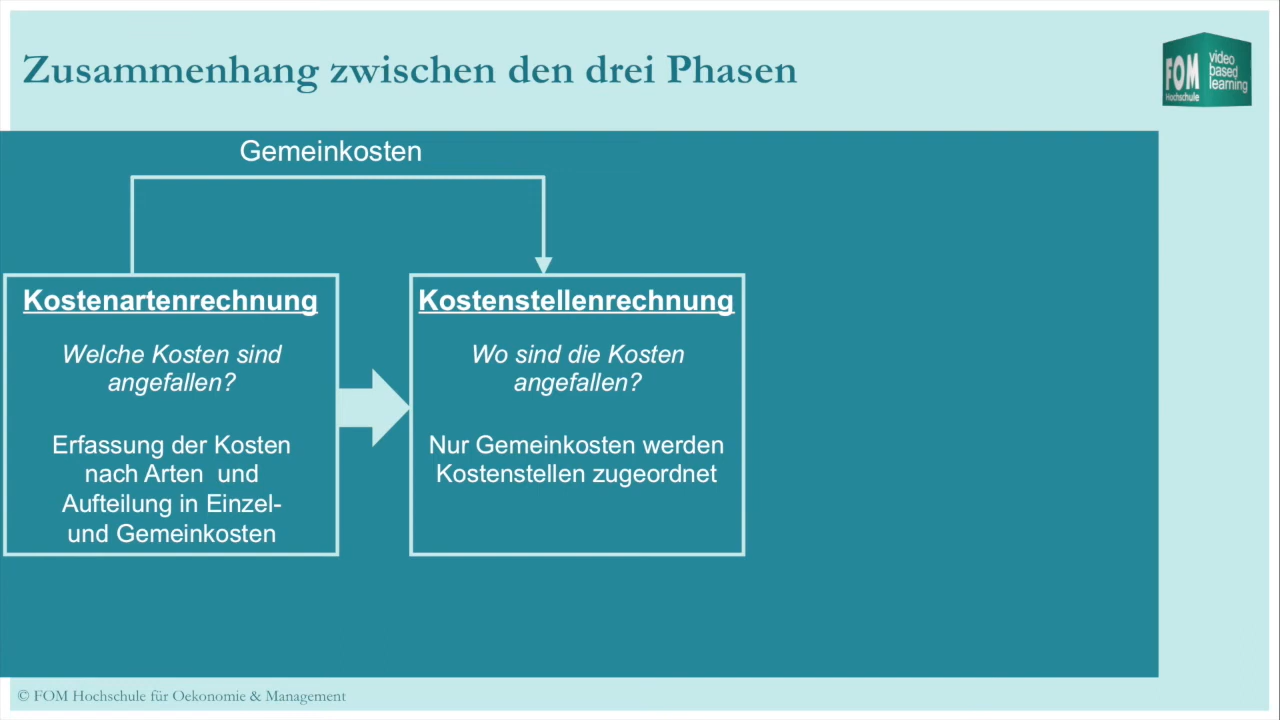 Zusammenhang zwischen den drei Phasen
FOM
Hochschule
video
based
learning
Gemeinkosten
Kostenartenrechnung
Welche Kosten sind
angefallen?
Erfassung der Kosten
nach Arten und
Aufteilung in Einzel-
und Gemeinkosten
Kostenstellenrechnung
Wo sind die Kosten
angefallen?
Nur Gemeinkosten werden
Kostenstellen zugeordnet
© FOM Hochschule für Oekonomie & Management